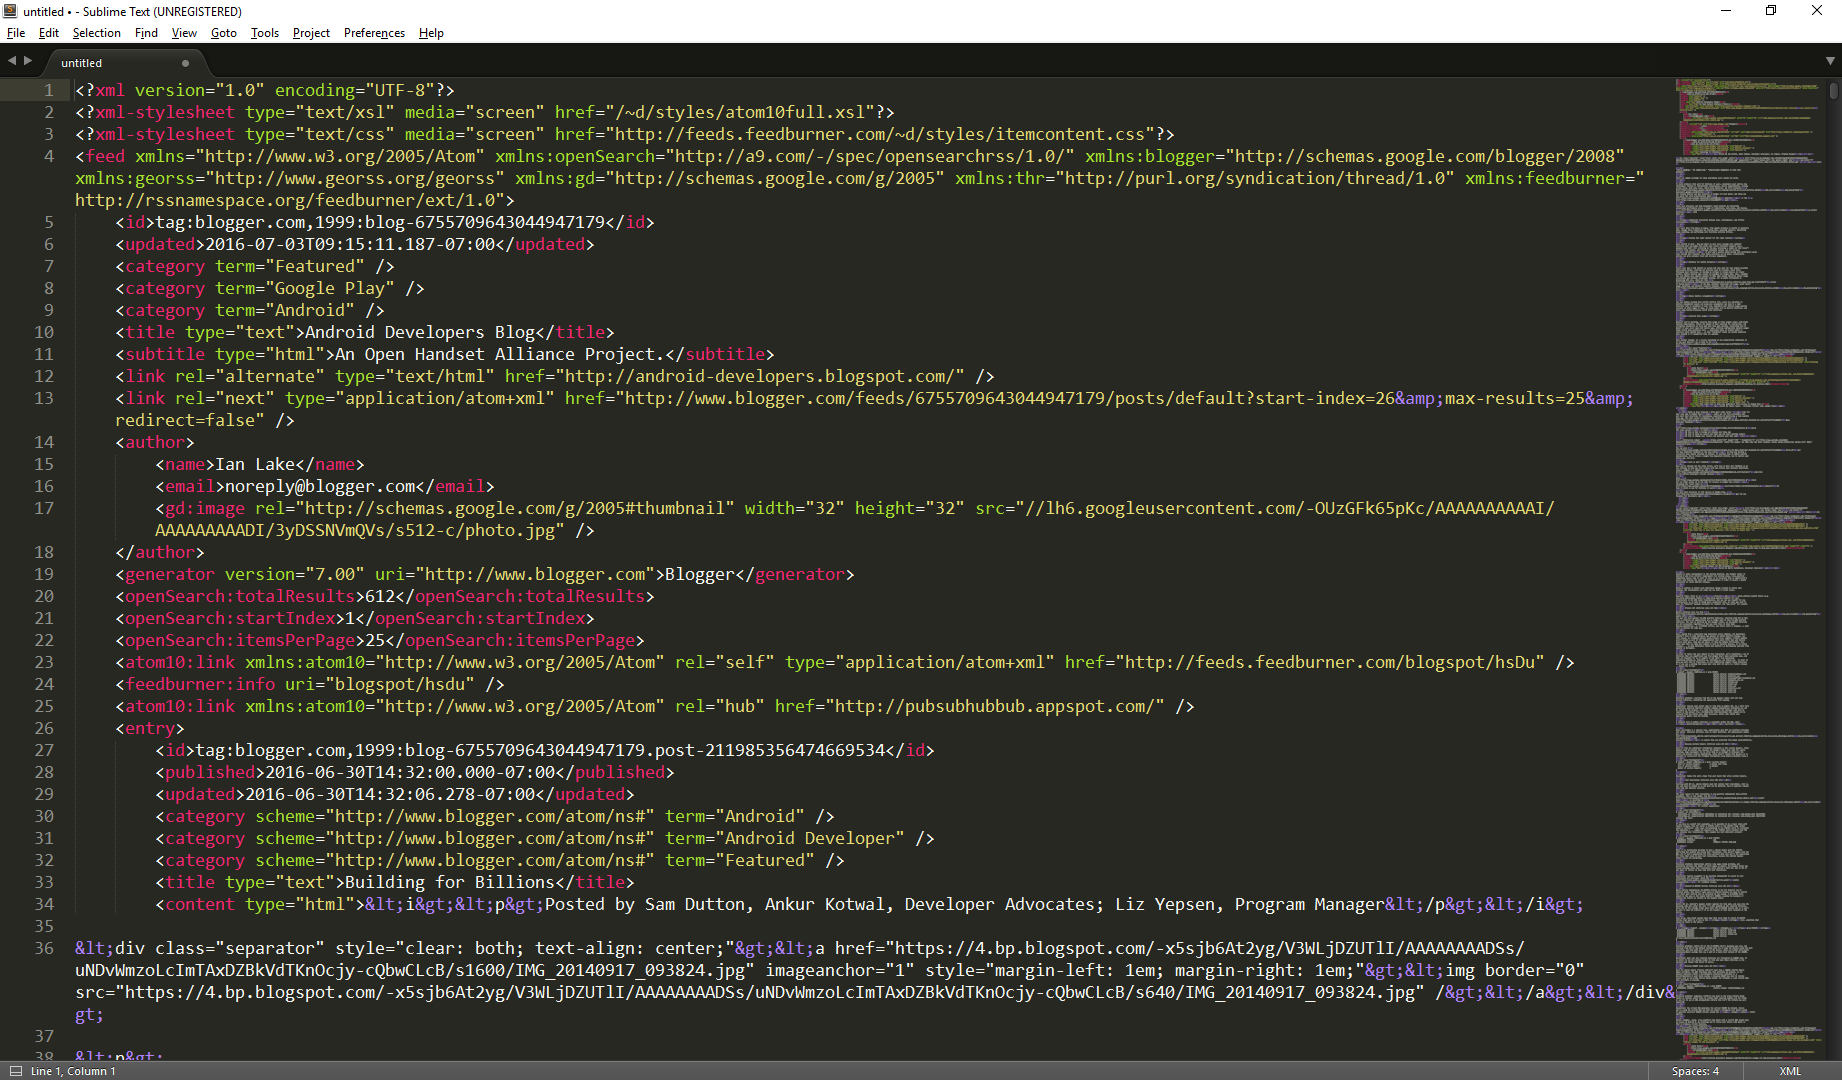 untitled • - Sublime Text (UNREGISTERED)
File Edit Selection Find View Goto Tools Project Preferences Help
untitled
1 <?xml version="1.0" encoding="UTF-8"?>
2 <?xml-stylesheet type="text/xsl" media="screen" href="/~d/styles/atom10full.xsl"?>
3 <?xml-stylesheet type="text/css" media="screen" href="http://feeds.feedburner.com/~d/styles/itemcontent.css"?>
4 <feed xmlns="http://www.w3.org/2005/Atom" xmlns:openSearch="http://a9.com/-/spec/opensearchrss/1.0/" xmlns:blogger="http://schemas.google.com/blogger/2008"
xmlns:georss="http://www.georss.org/georss" xmlns:gd="http://schemas.google.com/g/2005" xmlns:thr="http://purl.org/syndication/thread/1.0" xmlns:feedburner="
http://rssnamespace.org/feedburner/ext/1.0">
5 <id>tag:blogger.com,1999:blog-6755709643044947179</id>
6 <updated>2016-07-03T09:15:11.187-07:00</updated>
7 <category term="Featured" />
8 <category term="Google Play" />
9 <category term="Android" />
10 <title type="text">Android Developers Blog</title>
11 <subtitle type="html">An Open Handset Alliance Project.</subtitle>
12 <link rel="alternate" type="text/html" href="http://android-developers.blogspot.com/" />
13 <link rel="next" type="application/atom+xml" href="http://www.blogger.com/feeds/6755709643044947179/posts/default?start-index=26&amp;max-results=25&amp;
redirect=false" />
14 <author>
15 <name>Ian Lake</name>
16 <email>noreply@blogger.com</email>
17 <gd:image rel="http://schemas.google.com/g/2005#thumbnail" width="32" height="32" src="//lh6.googleusercontent.com/-OUzGFk65pKc/AAAAAAAAAAI/
AAAAAAAAADI/3yDSSNVmQVs/s512-c/photo.jpg" />
18 </author>
19 <generator version="7.00" uri="http://www.blogger.com">Blogger</generator>
20 <openSearch:totalResults>612</openSearch:totalResults>
21 <openSearch:startIndex>1</openSearch:startIndex>
22 <openSearch:itemsPerPage>25</openSearch:itemsPerPage>
23 <atom10:link xmlns:atom10="http://www.w3.org/2005/Atom" rel="self" type="application/atom+xml" href="http://feeds.feedburner.com/blogspot/hsDu" />
24 <feedburner:info uri="blogspot/hsdu" />
25 <atom10:link xmlns:atom10="http://www.w3.org/2005/Atom" rel="hub" href="http://pubsubhubbub.appspot.com/" />
26 <entry>
27 <id>tag:blogger.com,1999:blog-6755709643044947179.post-211985356474669534</id>
28 <published>2016-06-30T14:32:00.000-07:00</published>
29 <updated>2016-06-30T14:32:06.278-07:00</updated>
30 <category scheme="http://www.blogger.com/atom/ns#" term="Android" />
31 <category scheme="http://www.blogger.com/atom/ns#" term="Android Developer" />
32 <category scheme="http://www.blogger.com/atom/ns#" term="Featured" />
33 <title type="text">Building for Billions</title>
34 <content type="html">&lt;i&gt;&lt;p&gt;Posted by Sam Dutton, Ankur Kotwal, Developer Advocates; Liz Yepsen, Program Manager&lt;/p&gt;&lt;/i&gt;
35
36 &lt;div class="separator" style="clear: both; text-align: center;"&gt;&lt;a href="https://4.bp.blogspot.com/-x5sjb6At2yg/V3WLjDZUTlI/AAAAAAAADSs/
uNDvWmzoLcImTAxDZBkVdTKnOcjy-cQbwCLcB/s1600/IMG_20140917_093824.jpg" imageanchor="1" style="margin-left: 1em; margin-right: 1em;"&gt;&lt;img border="0"
src="https://4.bp.blogspot.com/-x5sjb6At2yg/V3WLjDZUTlI/AAAAAAAADSs/uNDvWmzoLcImTAxDZBkVdTKnOcjy-cQbwCLcB/s640/IMG_20140917_093824.jpg" /&gt;&lt;/a&gt;&lt;/div&
gt;
37
38 &lt;p&gt;
Line 1, Column 1 Spaces: 4 XML